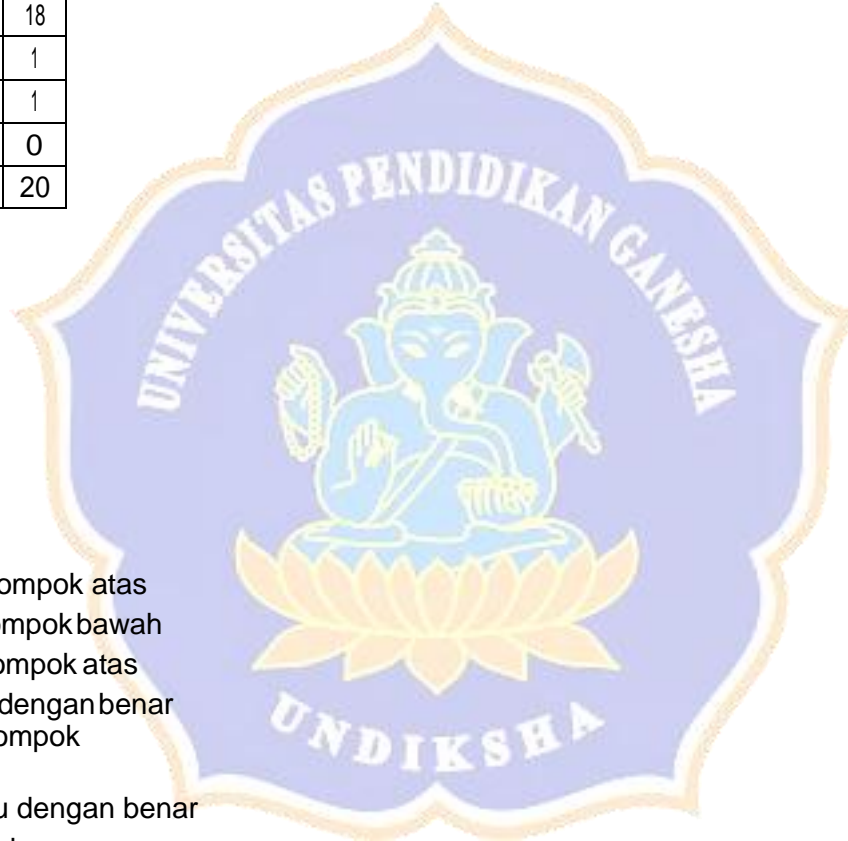 18
1
1
0
20
UNIVERSITAS PENDIDIKAN GANESHA
ompok atas
ompok bawah
ompok atas
dengan benar
ompok
u dengan benar
UNDIKSHA